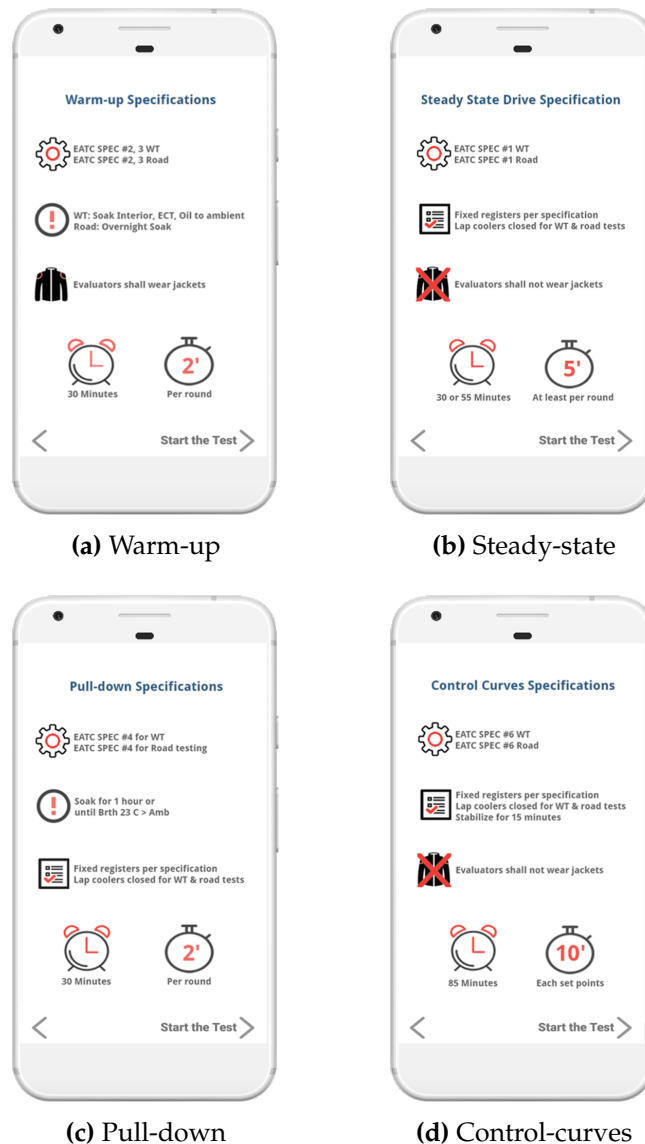 Warm-up Specifications
EATC SPEC #2, 3 WT
EATC SPEC #2, 3 Road
WT: Soak Interior, ECT, Oil to ambient
Road: Overnight Soak
Evaluators shall wear jackets
2'
30 Minutes
Per round
Start the Test
(a) Warm-up
Steady State Drive Specification
EATC SPEC #1 WT
EATC SPEC #1 Road
Fixed registers per specification
Lap coolers closed for WT & road tests
Evaluators shall not wear jackets
5'
30 or 55 Minutes
At least per round
Start the Test
(b) Steady-state
Pull-down Specifications
EATC SPEC #4 for WT
EATC SPEC #4 for Road testing
Soak for 1 hour or
until Brth 23 C > Amb
Fixed registers per specification
Lap coolers closed for WT & road tests
2'
30 Minutes
Per round
Start the Test
(c) Pull-down
Control Curves Specifications
EATC SPEC #6 WT
EATC SPEC #6 Road
Fixed registers per specification
Lap coolers closed for WT & road tests
Stabilize for 15 minutes
Evaluators shall not wear jackets
10'
85 Minutes
Each set points
Start the Test
(d) Control-curves